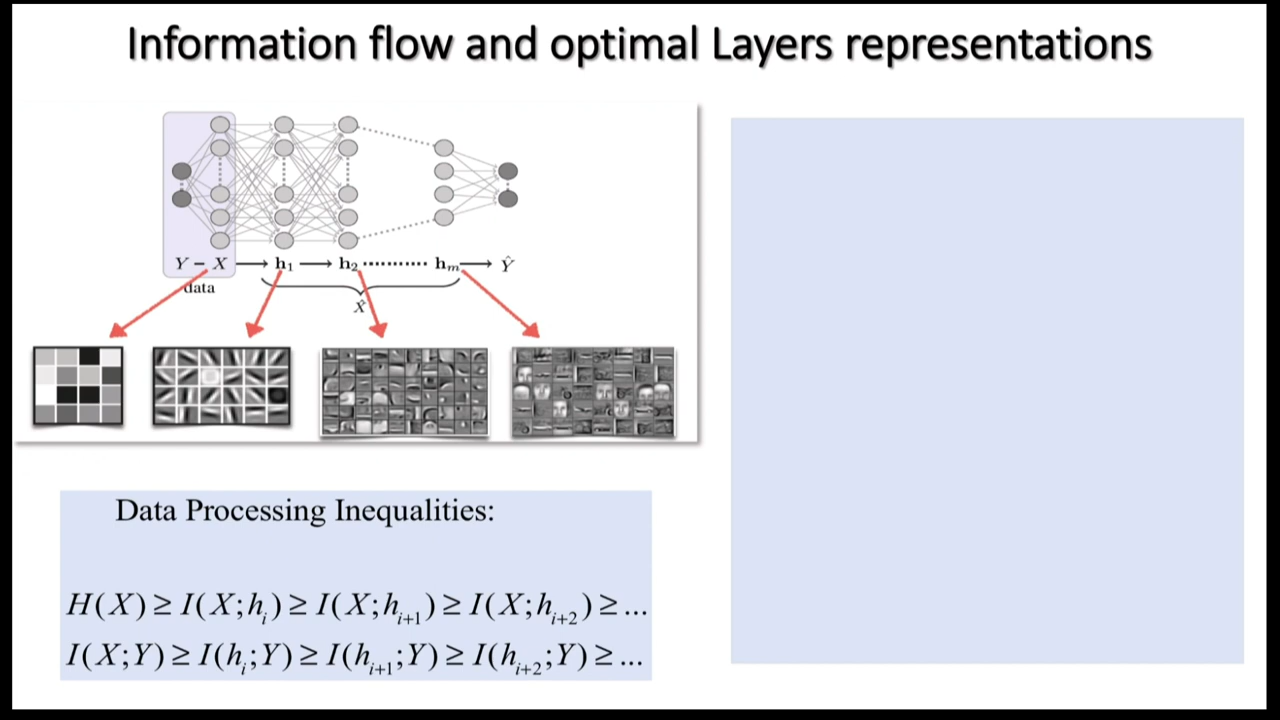 Information flow and optimal Layers representations
Y – X → h₁ → h₂ ··········· hₘ → Ŷ
data
X̂
Data Processing Inequalities:
H(X) ≥ I(X;hᵢ) ≥ I(X;hᵢ₊₁) ≥ I(X;hᵢ₊₂) ≥ ...
I(X;Y) ≥ I(hᵢ;Y) ≥ I(hᵢ₊₁;Y) ≥ I(hᵢ₊₂;Y) ≥ ...